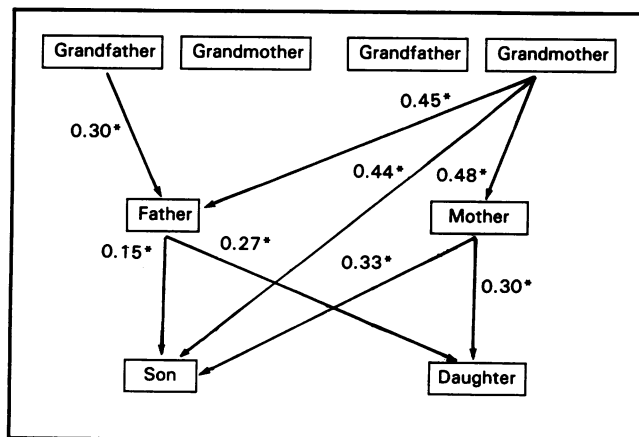 Grandfather Grandmother Grandfather Grandmother
0.45*
0.30*
0.44* 0.48*
Father Mother
0.15* 0.27*
0.33*
0.30*
Son Daughter